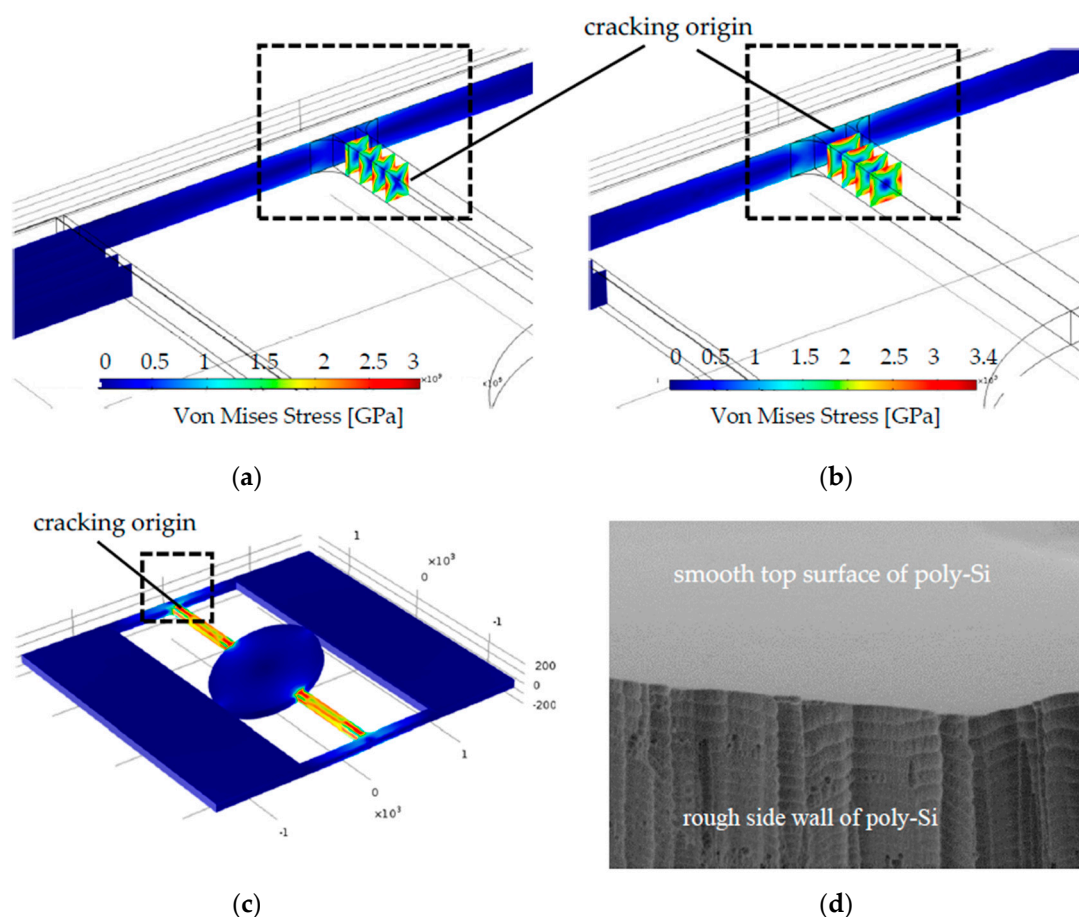 cracking origin
0 0.5 1 1.5 2 2.5 3
×10⁹
Von Mises Stress [GPa]
(a)
0 0.5 1 1.5 2 2.5 3 3.4
Von Mises Stress [GPa]
(b)
cracking origin
1
×10³
0
-1
200
0
-200
1
0
×10³
-1
(c)
smooth top surface of poly-Si
rough side wall of poly-Si
(d)